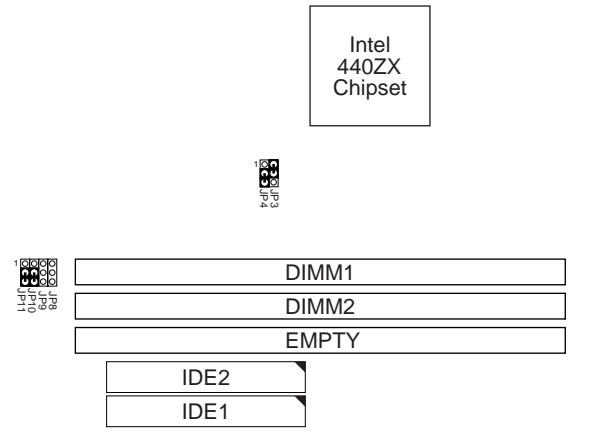 Intel
440ZX
Chipset
1
JP4
JP3
1
JP11
JP10
JP9
JP8
DIMM1
DIMM2
EMPTY
IDE2
IDE1